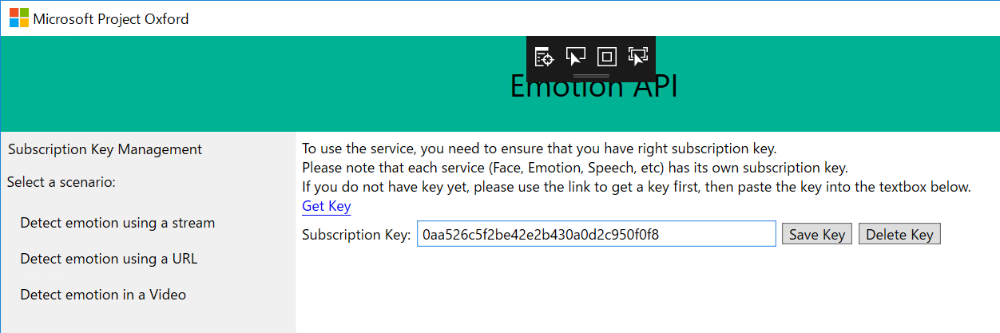 Microsoft Project Oxford
Emotion API
Subscription Key Management
Select a scenario:
Detect emotion using a stream
Detect emotion using a URL
Detect emotion in a Video
To use the service, you need to ensure that you have right subscription key.
Please note that each service (Face, Emotion, Speech, etc) has its own subscription key.
If you do not have key yet, please use the link to get a key first, then paste the key into the textbox below.
Get Key
Subscription Key: 0aa526c5f2be42e2b430a0d2c950f0f8 Save Key Delete Key